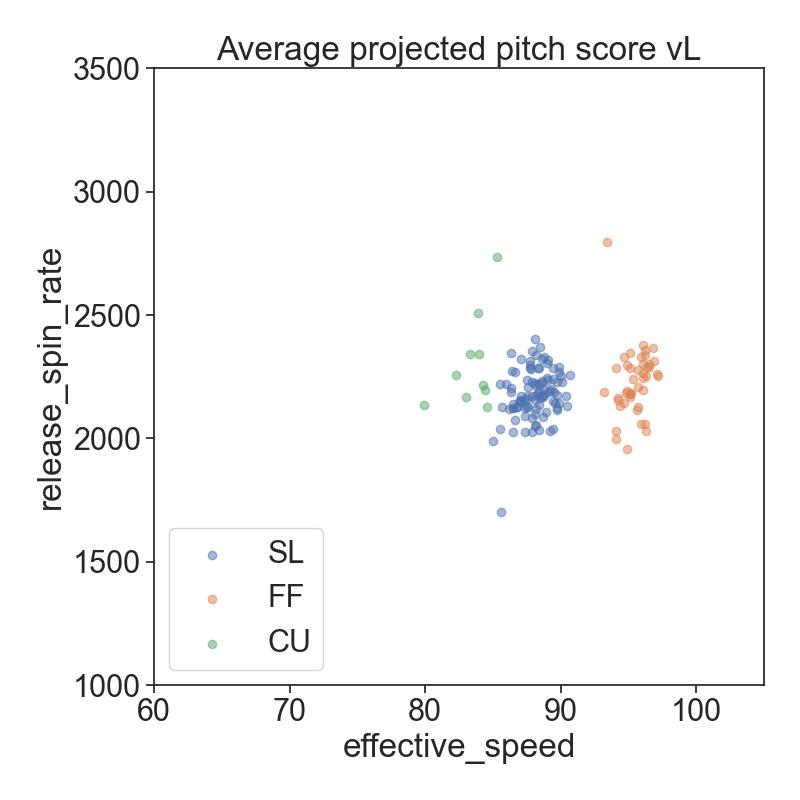 Average projected pitch score vL
3500
3000
2500
2000
1500
1000
release_spin_rate
SL
FF
CU
60
70
80
90
100
effective_speed